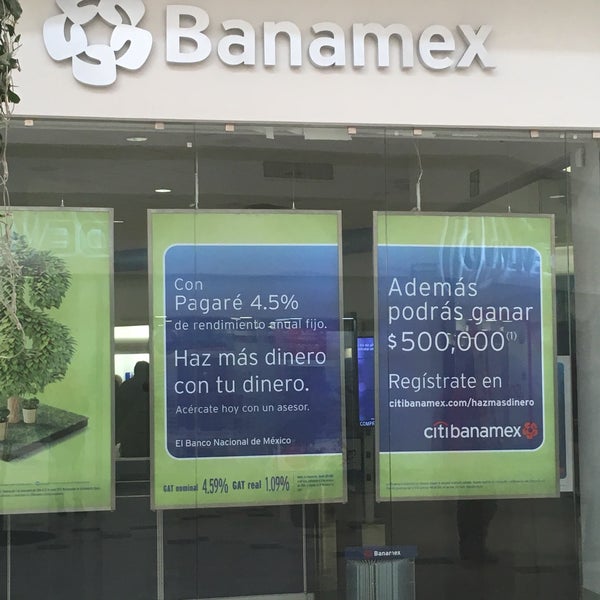 Banamex
Con
Pagaré 4.5%
de rendimiento anual fijo.
Haz más dinero
con tu dinero.
Acércate hoy con un asesor.
El Banco Nacional de México
GAT nominal 4.59% GAT real 1.09%
Además
podrás ganar
$500,000(1)
Regístrate en
citibanamex.com/hazmasdinero
citibanamex
Banamex